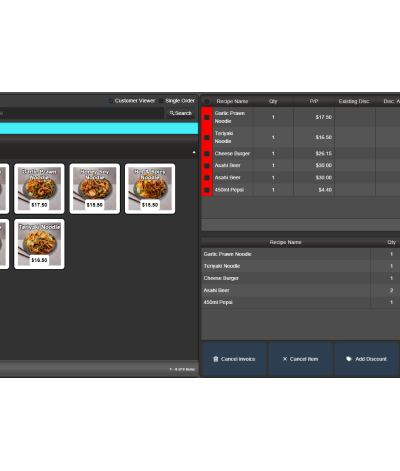 Customer Viewer Single Order
Search
Garlic Prawn
Noodle
$17.50
Honey Soy
Noodle
$18.50
Hot & Spicy
Noodle
$15.50
Teriyaki Noodle
$16.50
1 - 8 of 8 items
Recipe Name Qty P/P Existing Disc. Disc. A
Garlic Prawn
Noodle 1 $17.50
Teriyaki
Noodle 1 $16.50
Cheese Burger 1 $26.15
Asahi Beer 1 $30.00
Asahi Beer 1 $30.00
450ml Pepsi 1 $4.40
Recipe Name Qty
Garlic Prawn Noodle 1
Teriyaki Noodle 1
Cheese Burger 1
Asahi Beer 2
450ml Pepsi 1
Cancel Invoice
Cancel Item
Add Discount